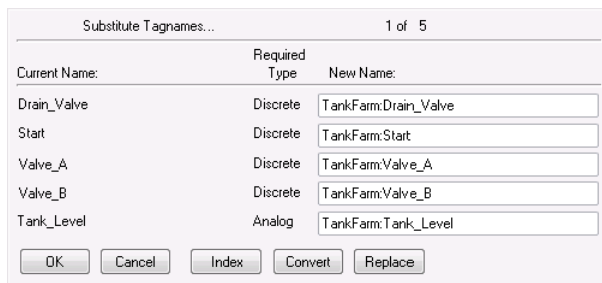 Substitute Tagnames... 1 of 5
Required
Current Name: Type New Name:
Drain_Valve Discrete TankFarm:Drain_Valve
Start Discrete TankFarm:Start
Valve_A Discrete TankFarm:Valve_A
Valve_B Discrete TankFarm:Valve_B
Tank_Level Analog TankFarm:Tank_Level
OK Cancel Index Convert Replace